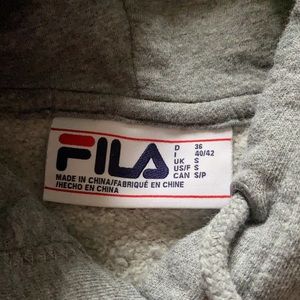 FILA
D 36
I 40/42
UK S
US/F S
CAN S/P
MADE IN CHINA/FABRIQUÉ EN CHINE
/HECHO EN CHINA